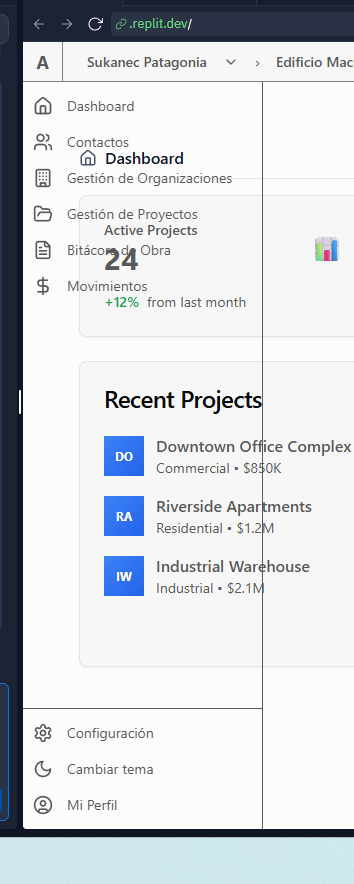 .replit.dev/
A Sukanec Patagonia › Edificio Mac
Dashboard
Contactos
Dashboard
Gestión de Organizaciones
Gestión de Proyectos
Active Projects
Bitácora de Obra
24
Movimientos
+12% from last month
Recent Projects
DO Downtown Office Complex
Commercial • $850K
RA Riverside Apartments
Residential • $1.2M
IW Industrial Warehouse
Industrial • $2.1M
Configuración
Cambiar tema
Mi Perfil